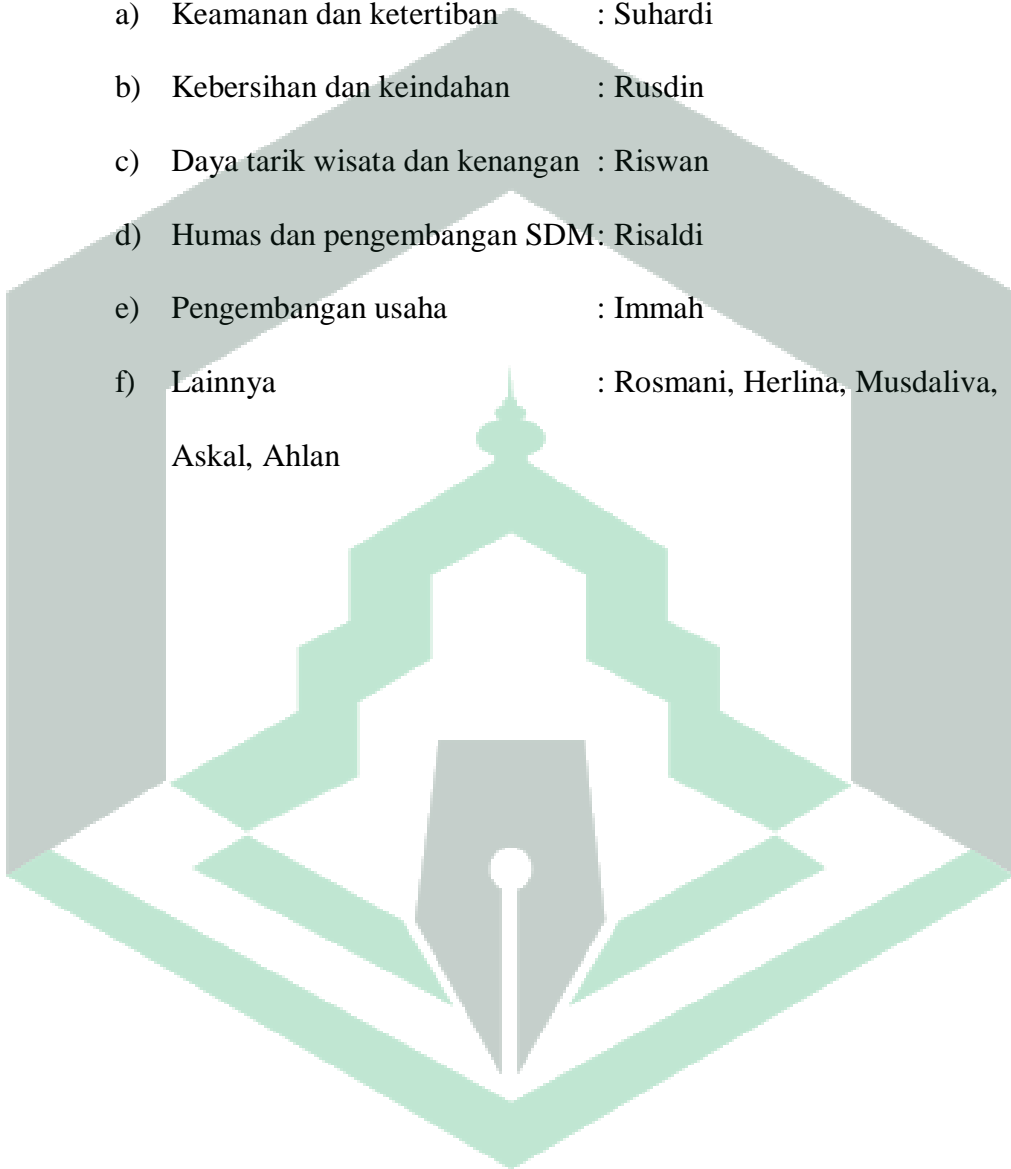 a) Keamanan dan ketertiban : Suhardi
b) Kebersihan dan keindahan : Rusdin
c) Daya tarik wisata dan kenangan : Riswan
d) Humas dan pengembangan SDM: Risaldi
e) Pengembangan usaha : Immah
f) Lainnya : Rosmani, Herlina, Musdaliva,
Askal, Ahlan